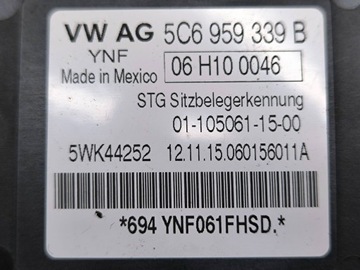 VW AG 5C6 959 339 B
YNF 06 H10 0046
Made in Mexico
STG Sitzbelegerkennung
01-105061-15-00
5WK44252 12.11.15.060156011A
*694 YNF061FHSD.*